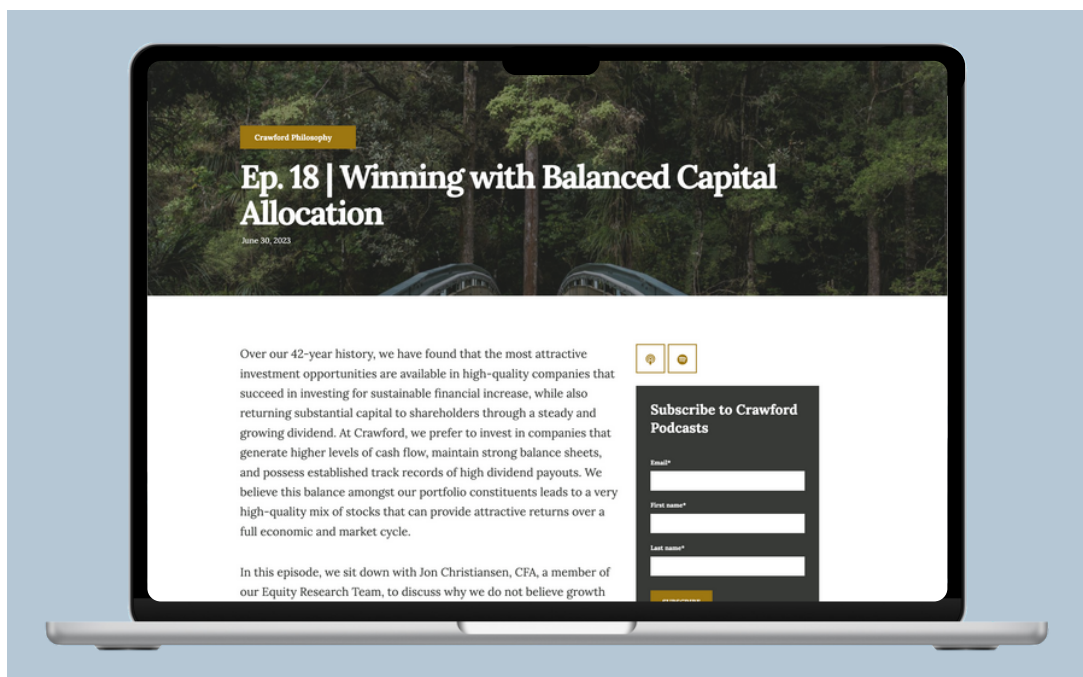 Crawford Philosophy
Ep. 18 | Winning with Balanced Capital
Allocation
June 30, 2023
Over our 42-year history, we have found that the most attractive
investment opportunities are available in high-quality companies that
succeed in investing for sustainable financial increase, while also
returning substantial capital to shareholders through a steady and
growing dividend. At Crawford, we prefer to invest in companies that
generate higher levels of cash flow, maintain strong balance sheets,
and possess established track records of high dividend payouts. We
believe this balance amongst our portfolio constituents leads to a very
high-quality mix of stocks that can provide attractive returns over a
full economic and market cycle.
In this episode, we sit down with Jon Christiansen, CFA, a member of
our Equity Research Team, to discuss why we do not believe growth
Subscribe to Crawford
Podcasts
Email*
First name*
Last name*
SUBSCRIBE